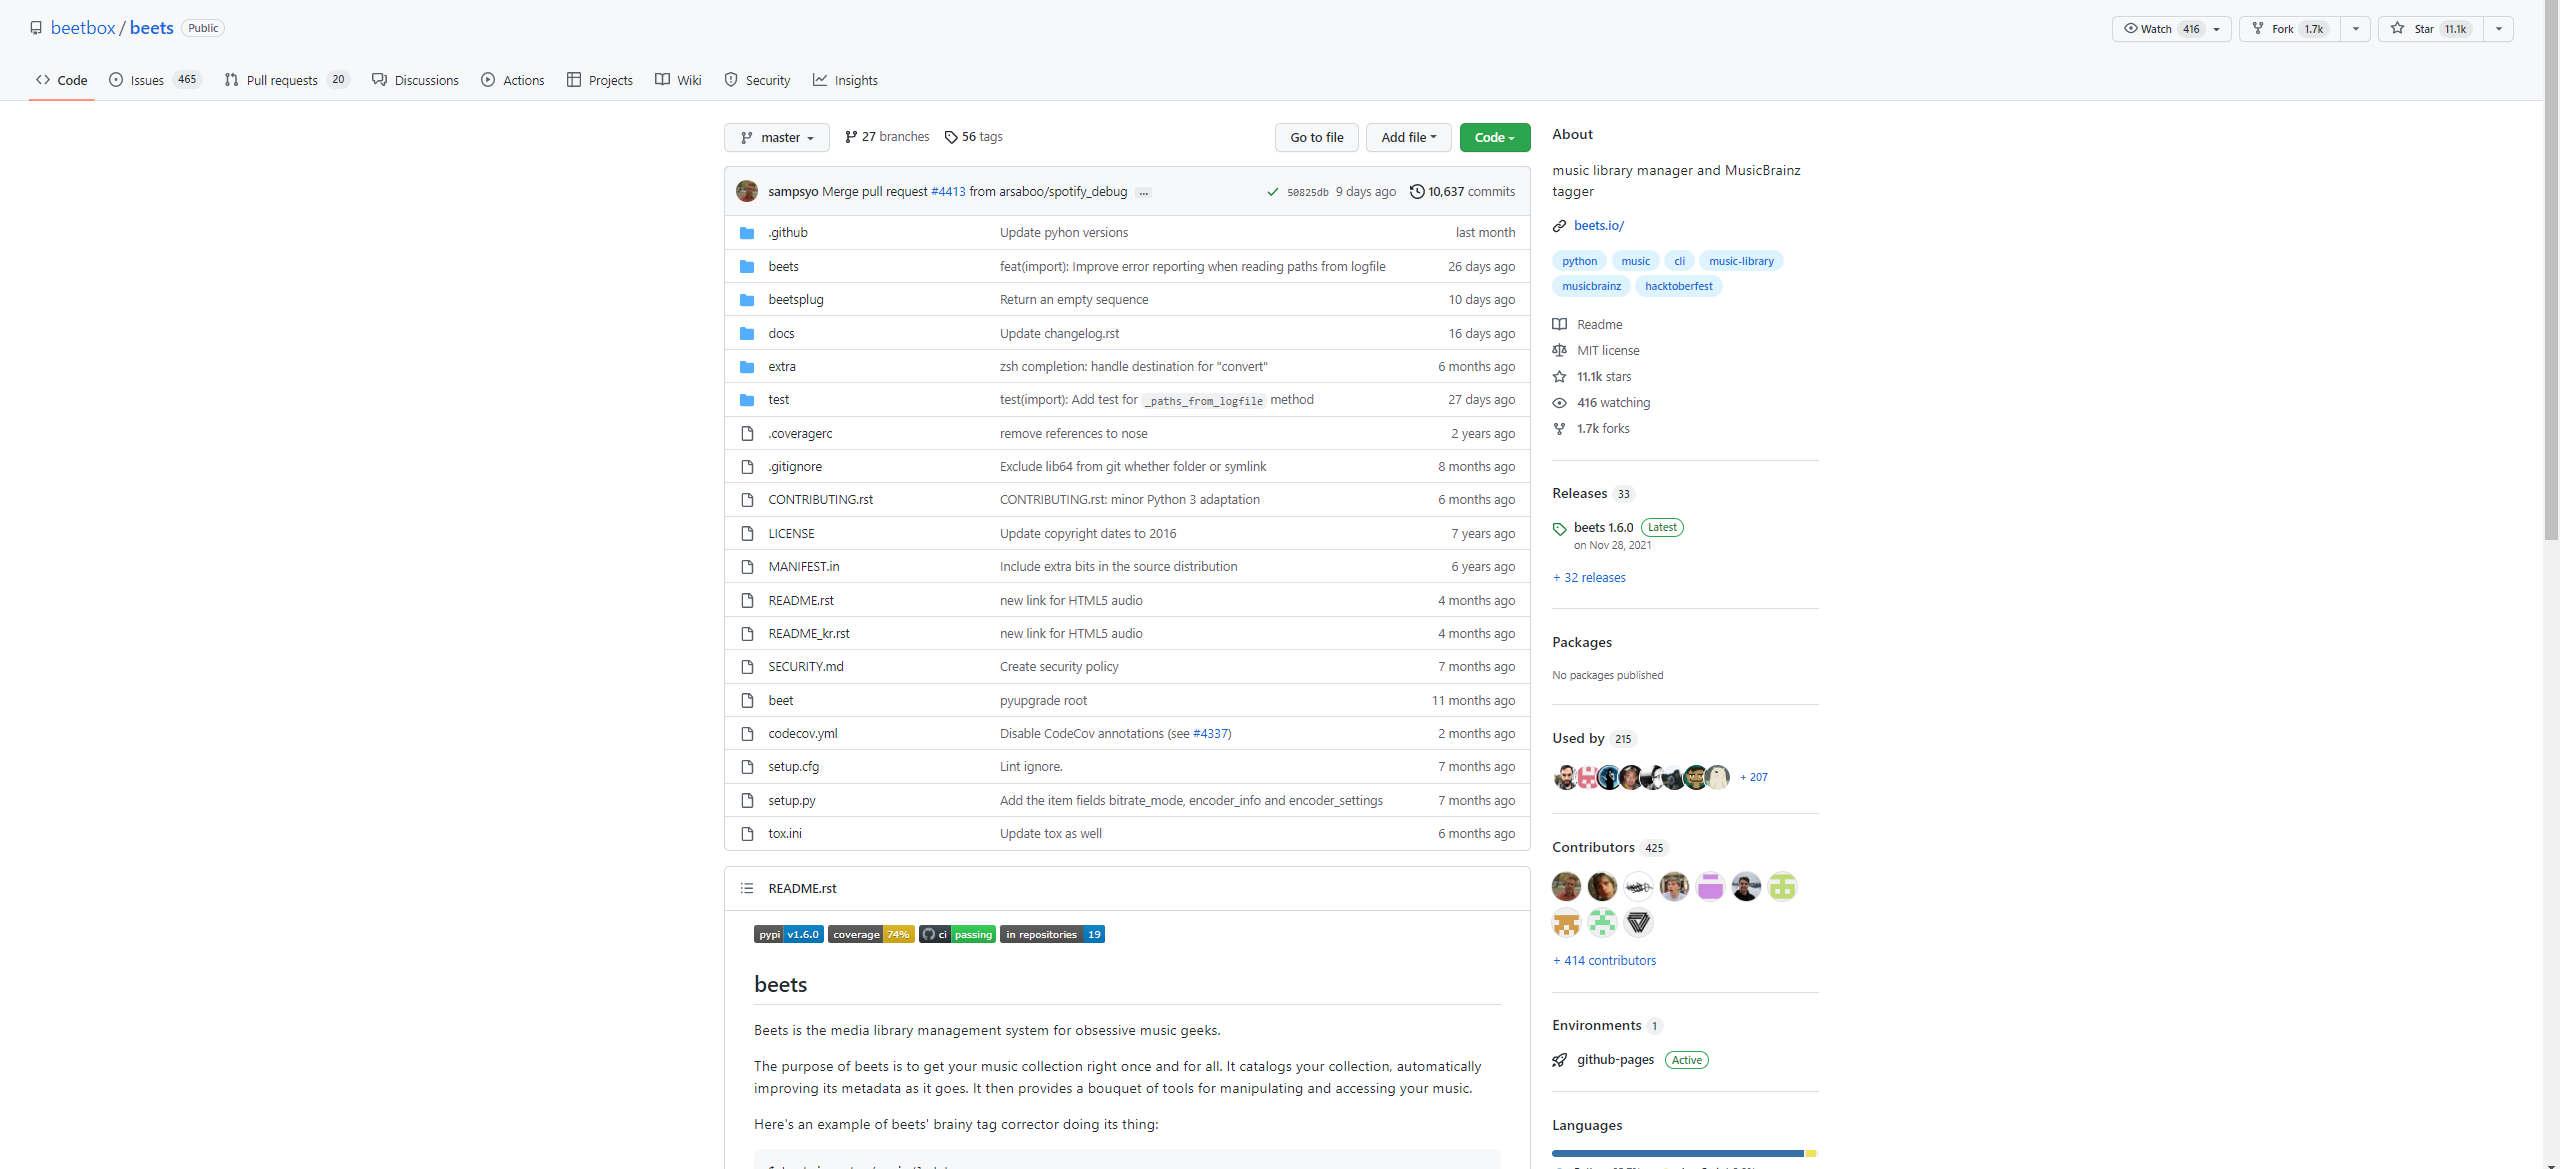 beetbox / beets Public
Watch 416
Fork 1.7k
Star 11.1k
Code
Issues 465
Pull requests 20
Discussions
Actions
Projects
Wiki
Security
Insights
master
27 branches
56 tags
Go to file
Add file
Code
sampsyo Merge pull request #4413 from arsaboo/spotify_debug ... 50825db 9 days ago 10,637 commits
.github Update pyhon versions last month
beets feat(import): Improve error reporting when reading paths from logfile 26 days ago
beetsplug Return an empty sequence 10 days ago
docs Update changelog.rst 16 days ago
extra zsh completion: handle destination for "convert" 6 months ago
test test(import): Add test for _paths_from_logfile method 27 days ago
.coveragerc remove references to nose 2 years ago
.gitignore Exclude lib64 from git whether folder or symlink 8 months ago
CONTRIBUTING.rst CONTRIBUTING.rst: minor Python 3 adaptation 6 months ago
LICENSE Update copyright dates to 2016 7 years ago
MANIFEST.in Include extra bits in the source distribution 6 years ago
README.rst new link for HTML5 audio 4 months ago
README_kr.rst new link for HTML5 audio 4 months ago
SECURITY.md Create security policy 7 months ago
beet pyupgrade root 11 months ago
codecov.yml Disable CodeCov annotations (see #4337) 2 months ago
setup.cfg Lint ignore. 7 months ago
setup.py Add the item fields bitrate_mode, encoder_info and encoder_settings 7 months ago
tox.ini Update tox as well 6 months ago
README.rst
pypi v1.6.0 coverage 74% ci passing in repositories 19
beets
Beets is the media library management system for obsessive music geeks.
The purpose of beets is to get your music collection right once and for all. It catalogs your collection, automatically
improving its metadata as it goes. It then provides a bouquet of tools for manipulating and accessing your music.
Here's an example of beets' brainy tag corrector doing its thing:
About
music library manager and MusicBrainz
tagger
beets.io/
python music cli music-library
musicbrainz hacktoberfest
Readme
MIT license
11.1k stars
416 watching
1.7k forks
Releases 33
beets 1.6.0 Latest
on Nov 28, 2021
+ 32 releases
Packages
No packages published
Used by 215
+ 207
Contributors 425
+ 414 contributors
Environments 1
github-pages Active
Languages